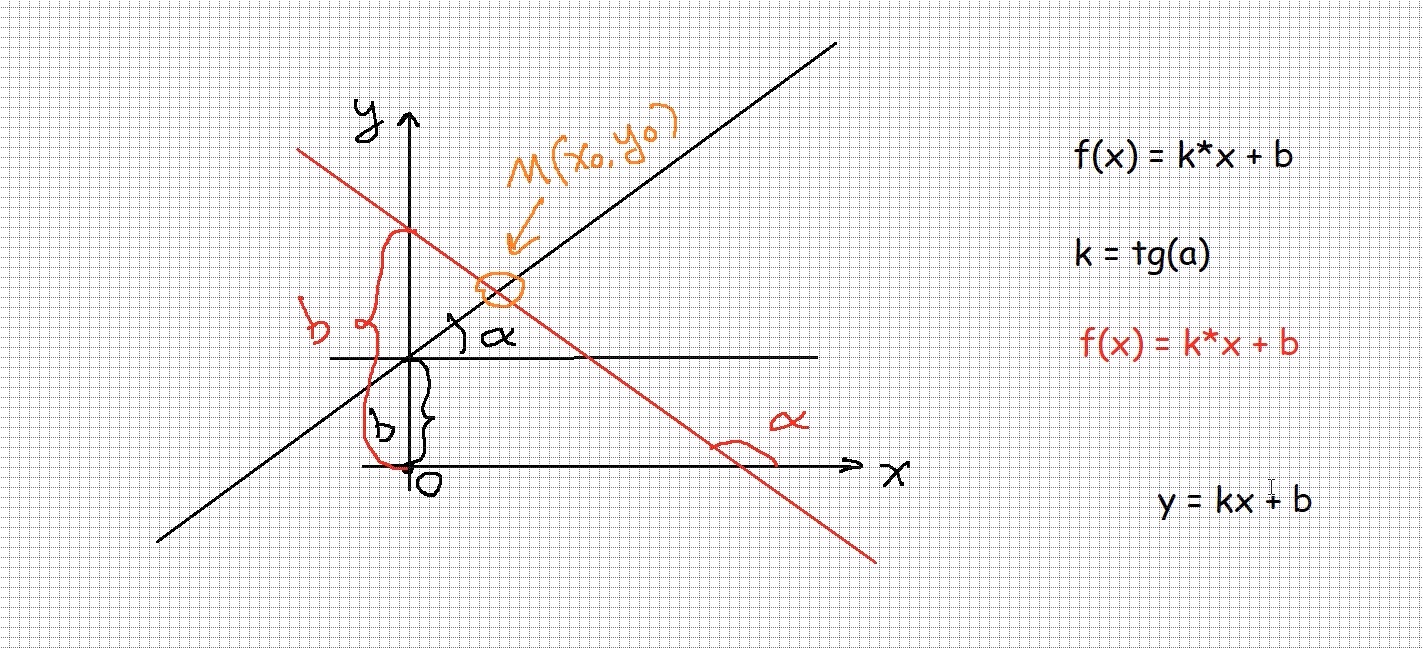 y
M(x₀, y₀)
b
α
b
α
O
x
f(x) = k*x + b
k = tg(a)
f(x) = k*x + b
y = kx + b